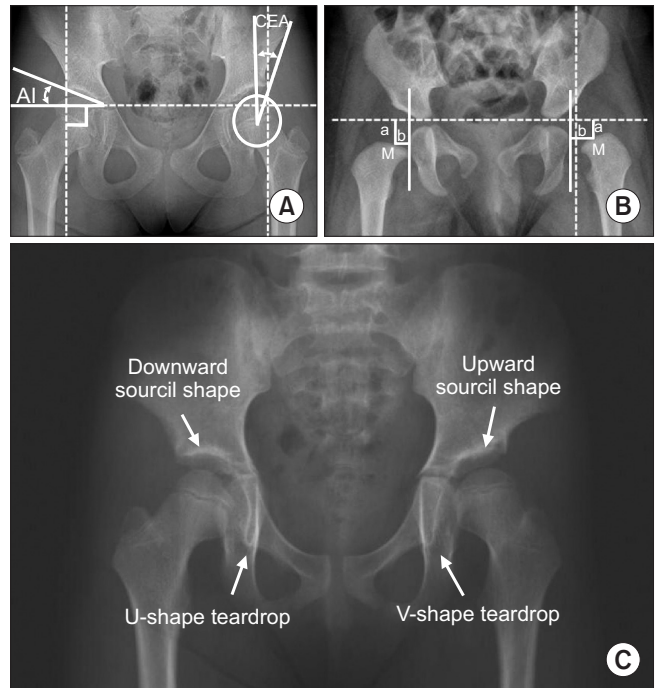 CEA
AI
A
a
b
M
b
a
M
B
Downward
sourcil shape
Upward
sourcil shape
U-shape teardrop
V-shape teardrop
C